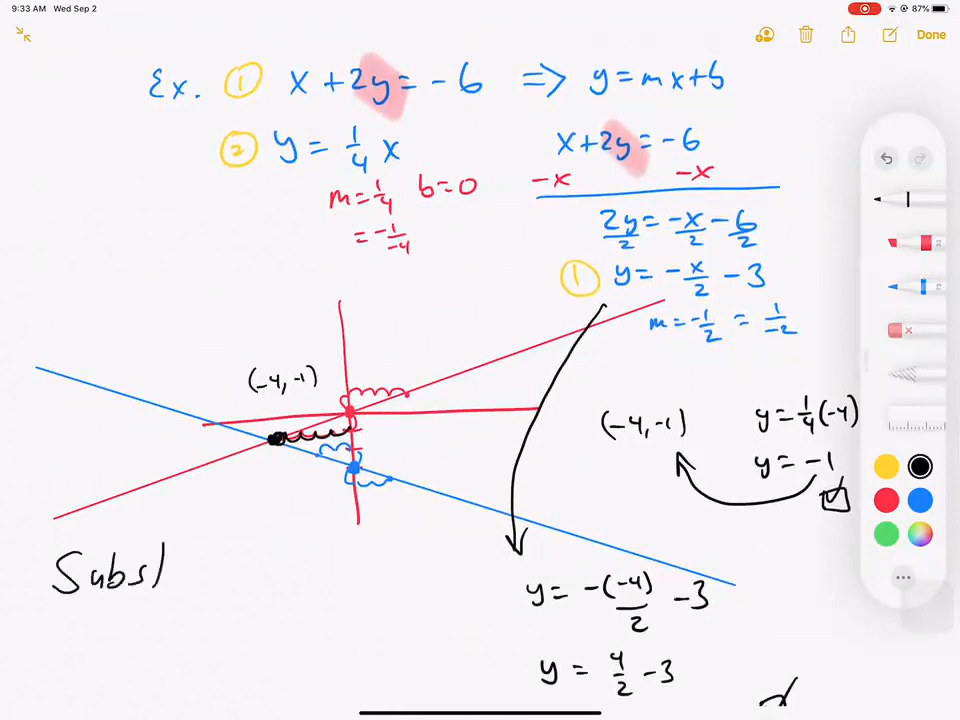 9:33 AM Wed Sep 2
87%
Done
Ex. ① x + 2y = -6 => y = mx+b
② y = 1/4 x
m = 1/4 b = 0
= -1/-4
x + 2y = -6
-x -x
2y/2 = -x/2 - 6/2
① y = -x/2 - 3
m = -1/2 = 1/-2
(-4, -1)
(-4, -1)
y = 1/4 (-4)
y = -1
Subs
y = -(-4)/2 - 3
y = 4/2 - 3